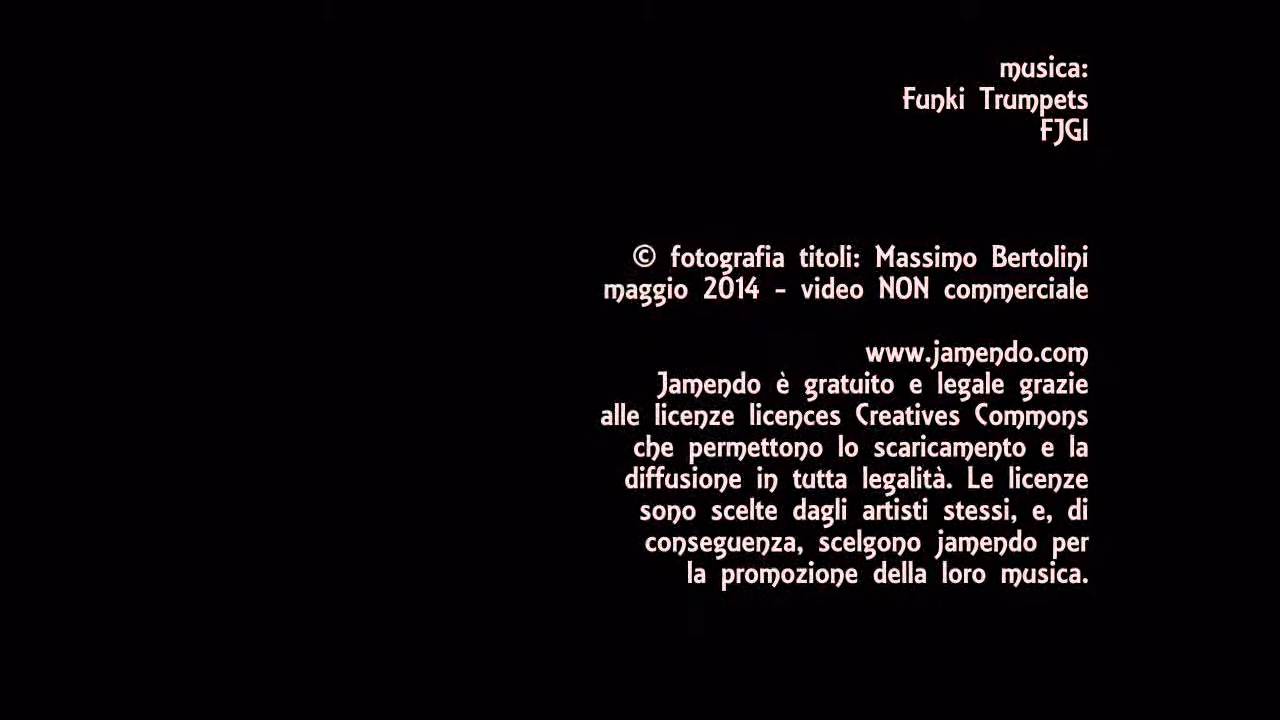 musica:
Funki Trumpets
FJGI
© fotografia titoli: Massimo Bertolini
maggio 2014 - video NON commerciale
www.jamendo.com
Jamendo è gratuito e legale grazie
alle licenze licences Creatives Commons
che permettono lo scaricamento e la
diffusione in tutta legalità. Le licenze
sono scelte dagli artisti stessi, e, di
conseguenza, scelgono jamendo per
la promozione della loro musica.